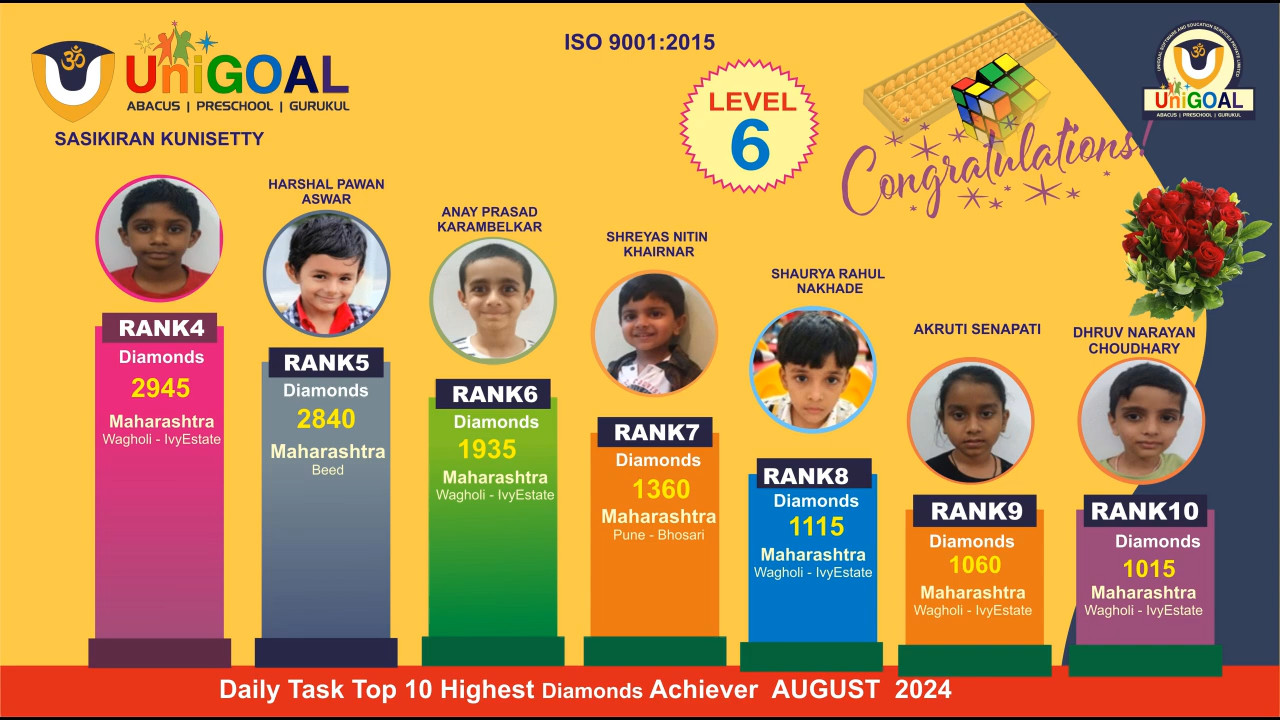 UniGOAL
ABACUS | PRESCHOOL | GURUKUL
ISO 9001:2015
LEVEL
6
Congratulations!
UniGOAL
ABACUS | PRESCHOOL | GURUKUL
SASIKIRAN KUNISETTY
RANK4
Diamonds
2945
Maharashtra
Wagholi - IvyEstate
HARSHAL PAWAN
ASWAR
RANK5
Diamonds
2840
Maharashtra
Beed
ANAY PRASAD
KARAMBELKAR
RANK6
Diamonds
1935
Maharashtra
Wagholi - IvyEstate
SHREYAS NITIN
KHAIRNAR
RANK7
Diamonds
1360
Maharashtra
Pune - Bhosari
SHAURYA RAHUL
NAKHADE
RANK8
Diamonds
1115
Maharashtra
Wagholi - IvyEstate
AKRUTI SENAPATI
RANK9
Diamonds
1060
Maharashtra
Wagholi - IvyEstate
DHRUV NARAYAN
CHOUDHARY
RANK10
Diamonds
1015
Maharashtra
Wagholi - IvyEstate
Daily Task Top 10 Highest Diamonds Achiever AUGUST 2024